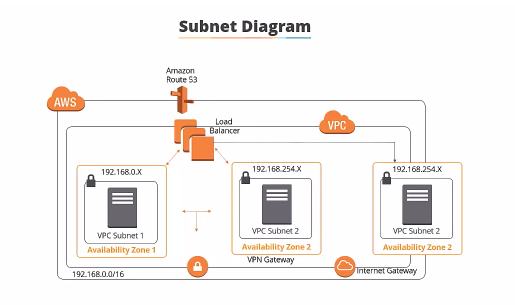 Subnet Diagram
Amazon
Route 53
AWS
Load
Balancer
VPC
192.168.0.X
192.168.254.X
192.168.254.X
VPC Subnet 1
VPC Subnet 2
VPC Subnet 2
Availability Zone 1
Availability Zone 2
Availability Zone 2
VPN Gateway
Internet Gateway
192.168.0.0/16